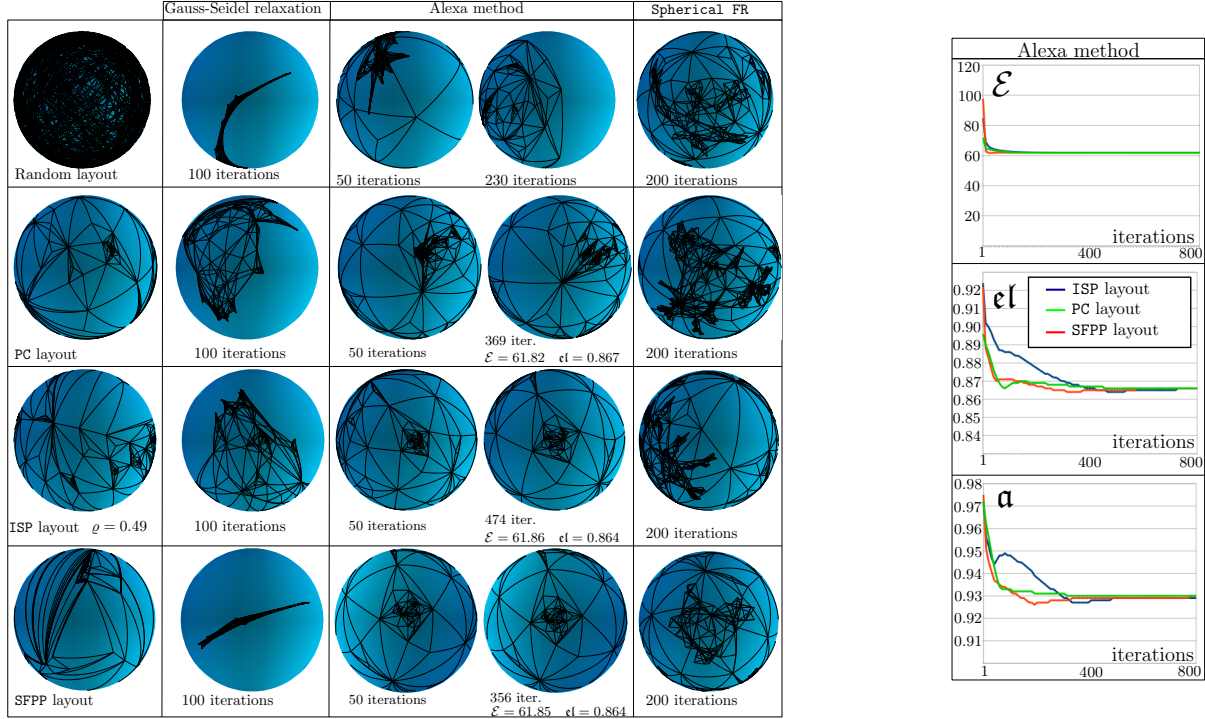 Gauss-Seidel relaxation Alexa method Spherical FR
Random layout 100 iterations 50 iterations 230 iterations 200 iterations
PC layout 100 iterations 50 iterations 369 iter. 200 iterations
ℰ = 61.82 𝔢𝔩 = 0.867
ISP layout ϱ = 0.49 100 iterations 50 iterations 474 iter. 200 iterations
ℰ = 61.86 𝔢𝔩 = 0.864
SFPP layout 100 iterations 50 iterations 356 iter. 200 iterations
ℰ = 61.85 𝔢𝔩 = 0.864
Alexa method
ℰ
120
100
80
60
40
20
iterations
1 400 800
𝔢𝔩
0.92
0.91
0.90
0.89
0.88
0.87
0.86
0.85
0.84
ISP layout
PC layout
SFPP layout
iterations
1 400 800
𝔞
0.98
0.97
0.96
0.95
0.94
0.93
0.92
0.91
iterations
1 400 800